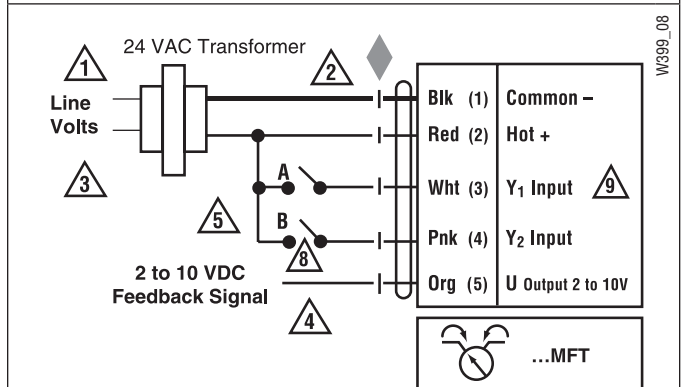 W399_08
24 VAC Transformer
1
2
Line
Volts
3
Blk (1) Common –
Red (2) Hot +
A
Wht (3) Y₁ Input
9
5
B
8
Pnk (4) Y₂ Input
2 to 10 VDC
Feedback Signal
4
Org (5) U Output 2 to 10V
...MFT